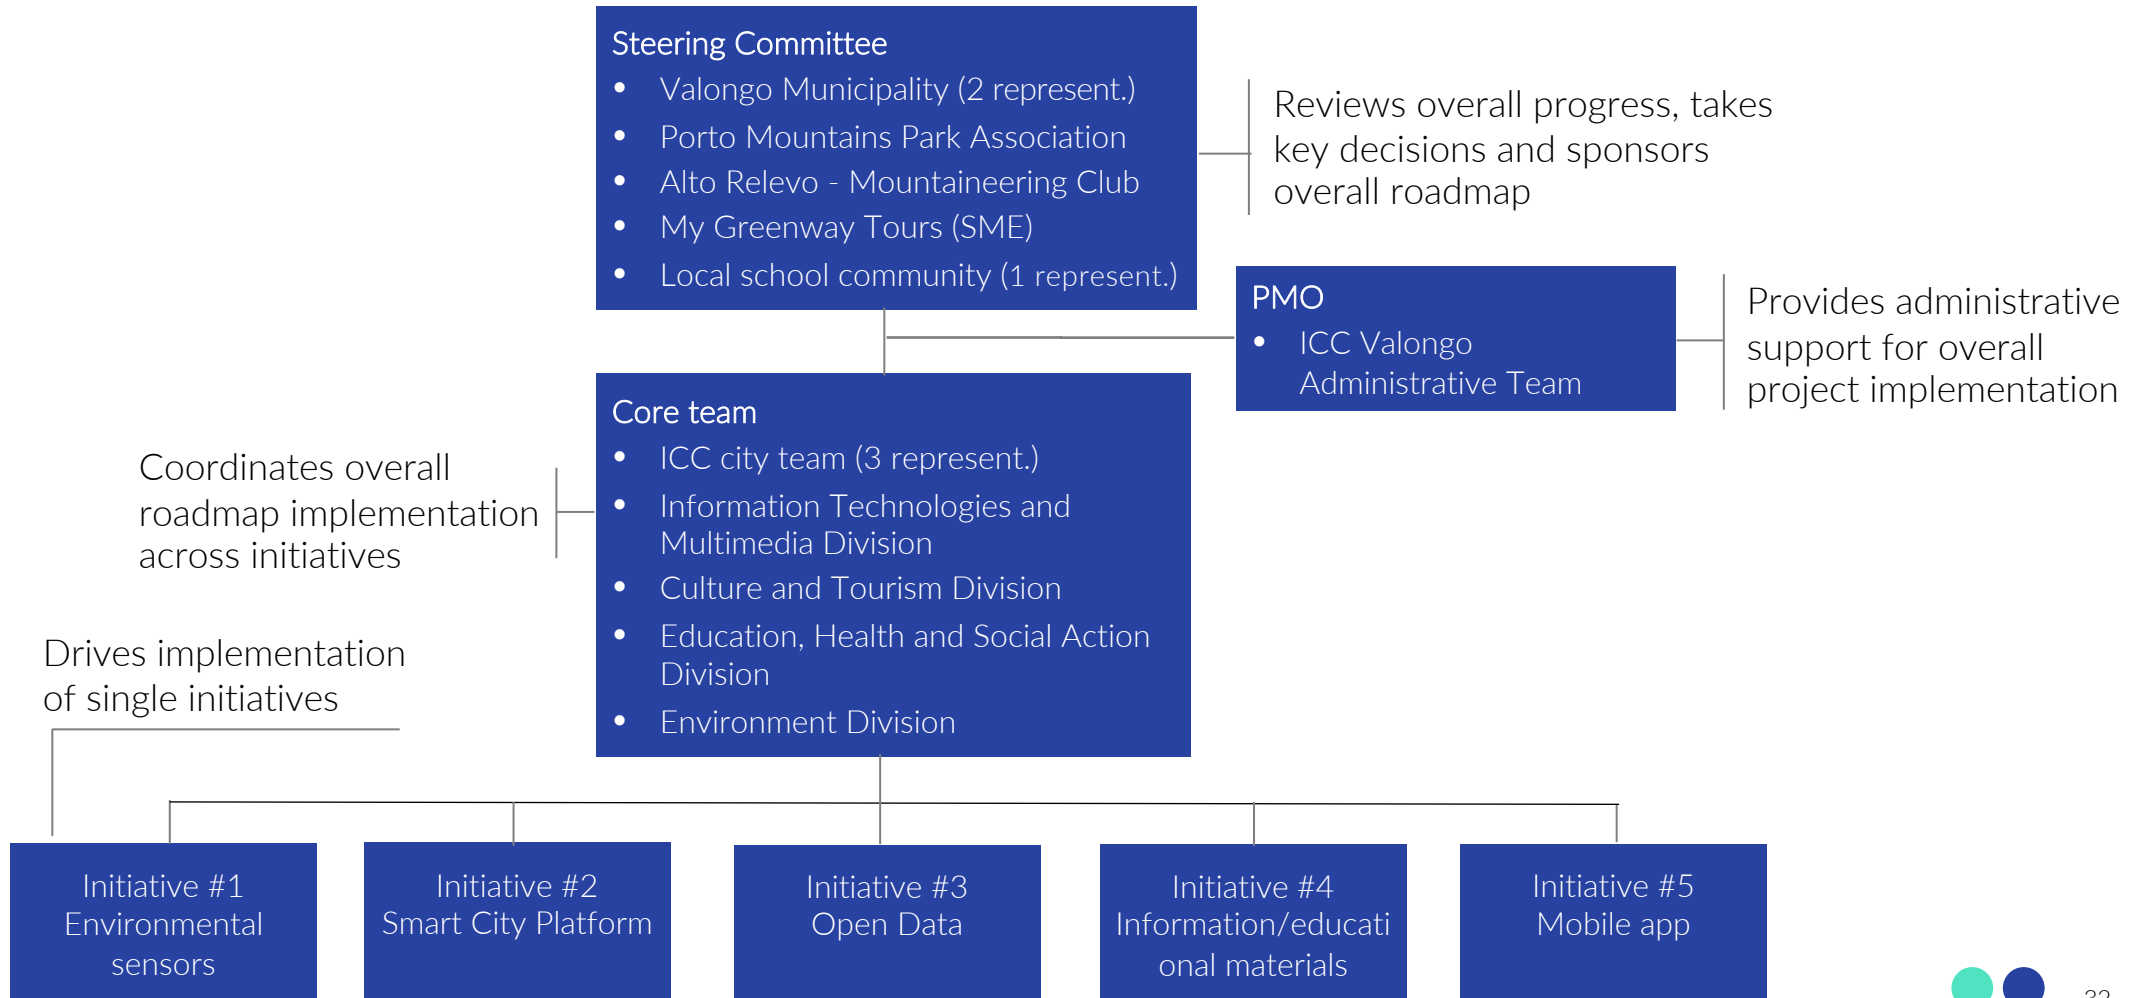 Steering Committee
• Valongo Municipality (2 represent.)
• Porto Mountains Park Association
• Alto Relevo - Mountaineering Club
• My Greenway Tours (SME)
• Local school community (1 represent.)
Reviews overall progress, takes
key decisions and sponsors
overall roadmap
PMO
• ICC Valongo
Administrative Team
Provides administrative
support for overall
project implementation
Core team
• ICC city team (3 represent.)
• Information Technologies and
Multimedia Division
• Culture and Tourism Division
• Education, Health and Social Action
Division
• Environment Division
Coordinates overall
roadmap implementation
across initiatives
Drives implementation
of single initiatives
Initiative #1
Environmental
sensors
Initiative #2
Smart City Platform
Initiative #3
Open Data
Initiative #4
Information/educati
onal materials
Initiative #5
Mobile app